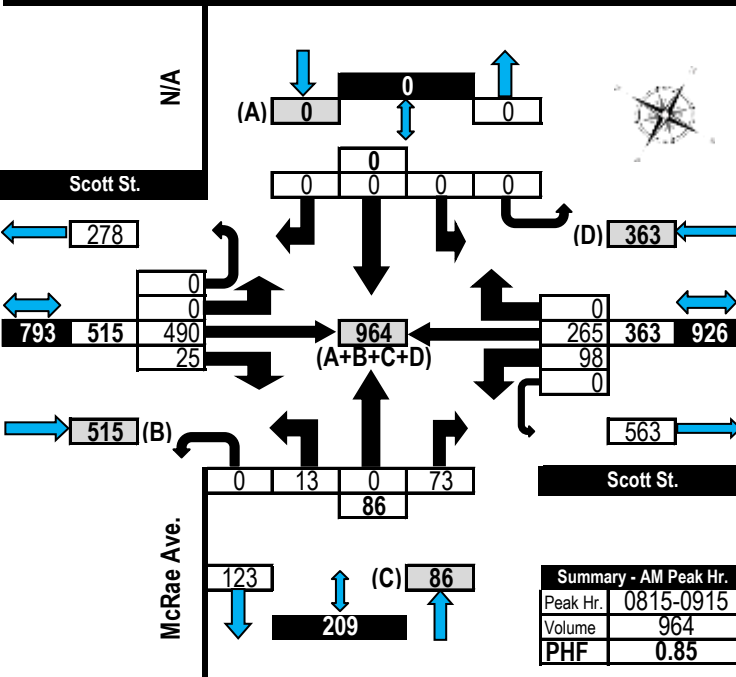 N/A
0
(A) 0 0
0
0 0 0 0
Scott St.
278
(D) 363
0
0
793 515 490
25
964
(A+B+C+D)
0
265 363 926
98
0
515 (B)
563
0 13 0 73
86
Scott St.
McRae Ave.
123
(C) 86
209
Summary - AM Peak Hr.
Peak Hr. 0815-0915
Volume 964
PHF 0.85